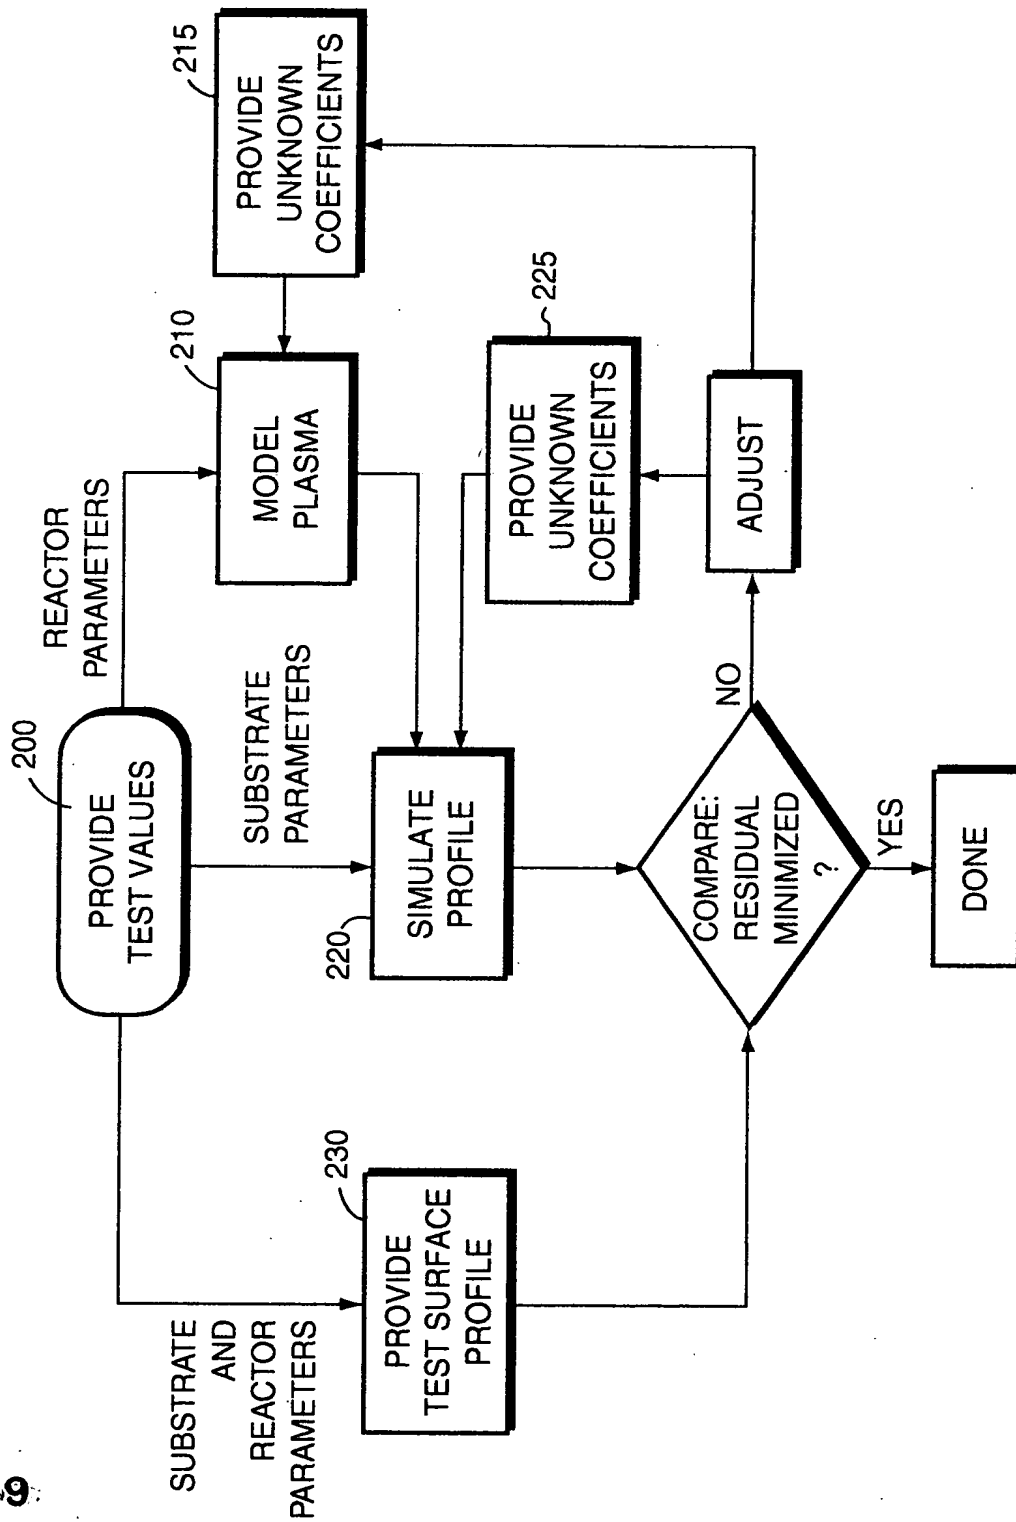 200
PROVIDE
TEST VALUES
SUBSTRATE
AND
REACTOR
PARAMETERS
SUBSTRATE
PARAMETERS
REACTOR
PARAMETERS
230
PROVIDE
TEST SURFACE
PROFILE
220
SIMULATE
PROFILE
210
MODEL
PLASMA
215
PROVIDE
UNKNOWN
COEFFICIENTS
225
PROVIDE
UNKNOWN
COEFFICIENTS
COMPARE:
RESIDUAL
MINIMIZED
?
NO
ADJUST
YES
DONE
9